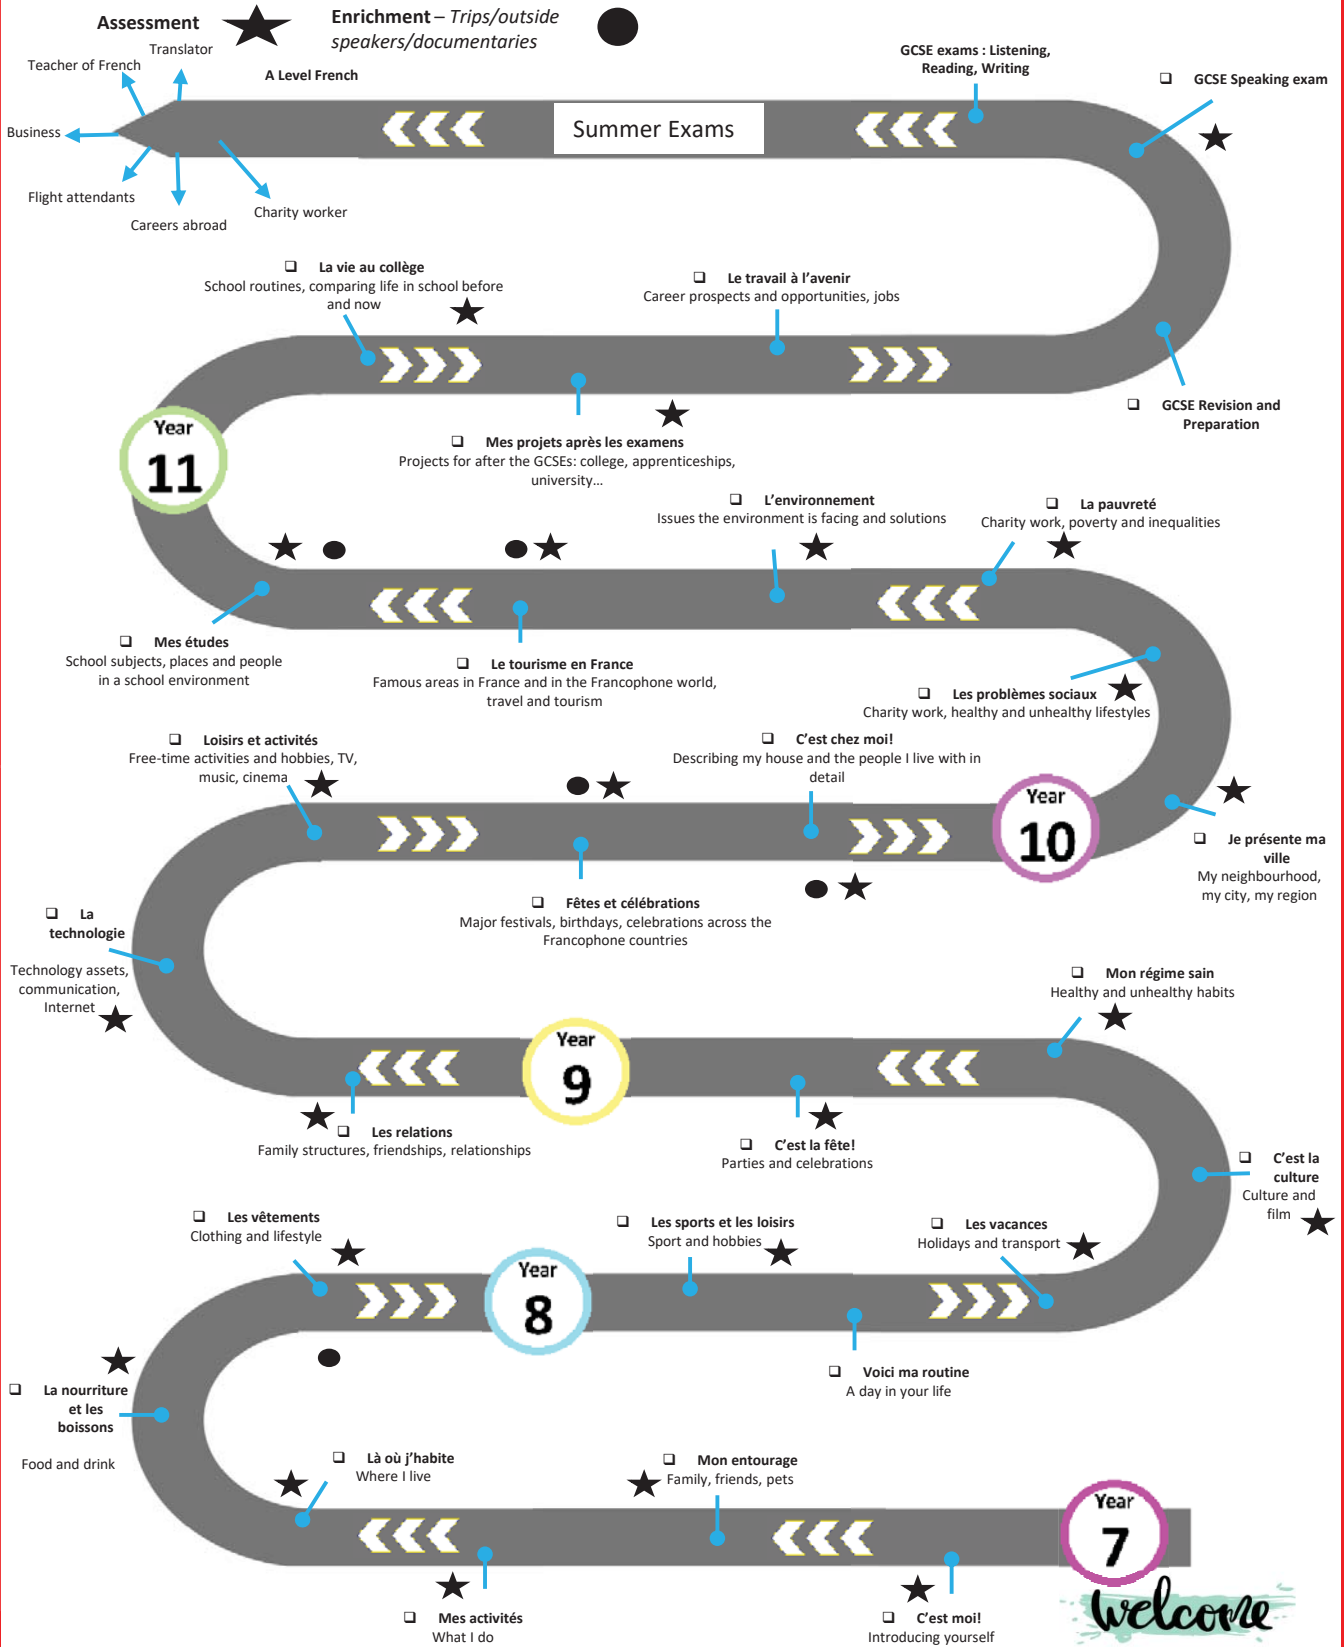 Assessment
Enrichment – Trips/outside
speakers/documentaries
Translator
Teacher of French
A Level French
Business
Flight attendants
Careers abroad
Charity worker
Summer Exams
GCSE exams : Listening,
Reading, Writing
GCSE Speaking exam
La vie au collège
School routines, comparing life in school before
and now
Le travail à l’avenir
Career prospects and opportunities, jobs
GCSE Revision and
Preparation
Year
11
Mes projets après les examens
Projects for after the GCSEs: college, apprenticeships,
university...
L’environnement
Issues the environment is facing and solutions
La pauvreté
Charity work, poverty and inequalities
Mes études
School subjects, places and people
in a school environment
Le tourisme en France
Famous areas in France and in the Francophone world,
travel and tourism
Les problèmes sociaux
Charity work, healthy and unhealthy lifestyles
Loisirs et activités
Free-time activities and hobbies, TV,
music, cinema
C’est chez moi!
Describing my house and the people I live with in
detail
Year
10
Je présente ma
ville
My neighbourhood,
my city, my region
Fêtes et célébrations
Major festivals, birthdays, celebrations across the
Francophone countries
La
technologie
Technology assets,
communication,
Internet
Mon régime sain
Healthy and unhealthy habits
Year
9
Les relations
Family structures, friendships, relationships
C’est la fête!
Parties and celebrations
C’est la
culture
Culture and
film
Les vêtements
Clothing and lifestyle
Les sports et les loisirs
Sport and hobbies
Les vacances
Holidays and transport
Year
8
Voici ma routine
A day in your life
La nourriture
et les
boissons
Food and drink
Là où j’habite
Where I live
Mon entourage
Family, friends, pets
Year
7
welcome
Mes activités
What I do
C’est moi!
Introducing yourself